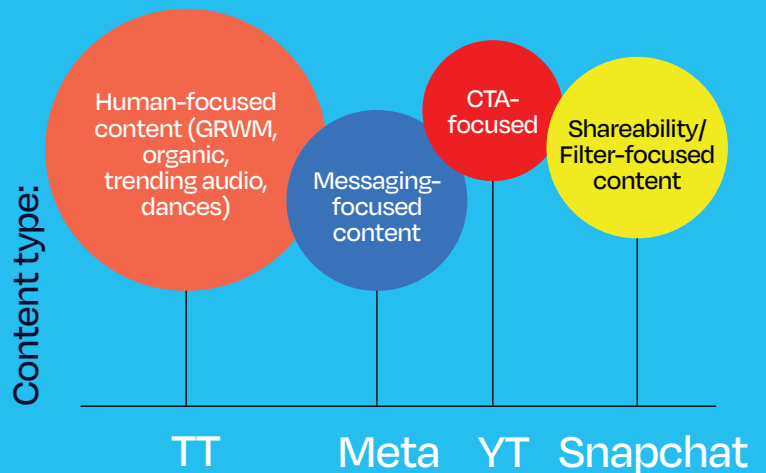 Content type:
Human-focused
content (GRWM,
organic,
trending audio,
dances)
Messaging-
focused
content
CTA-
focused
Shareability/
Filter-focused
content
TT
Meta
YT
Snapchat